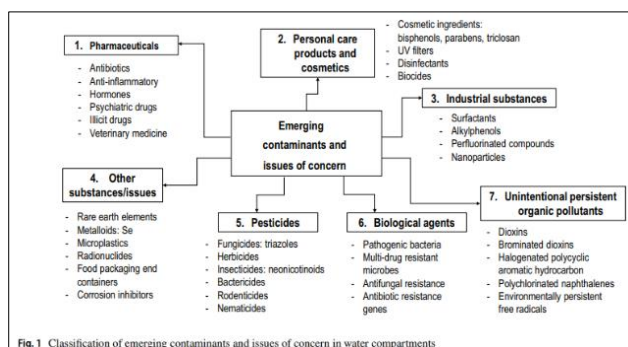 1. Pharmaceuticals
- Antibiotics
- Anti-inflammatory
- Hormones
- Psychiatric drugs
- Illicit drugs
- Veterinary medicine
2. Personal care
products and
cosmetics
- Cosmetic ingredients:
bisphenols, parabens, triclosan
- UV filters
- Disinfectants
- Biocides
3. Industrial substances
- Surfactants
- Alkylphenols
- Perfluorinated compounds
- Nanoparticles
Emerging
contaminants and
issues of concern
4. Other
substances/issues
- Rare earth elements
- Metalloids: Se
- Microplastics
- Radionuclides
- Food packaging end
containers
- Corrosion inhibitors
5. Pesticides
- Fungicides: triazoles
- Herbicides
- Insecticides: neonicotinoids
- Bactericides
- Rodenticides
- Nematicides
6. Biological agents
- Pathogenic bacteria
- Multi-drug resistant
microbes
- Antifungal resistance
- Antibiotic resistance
genes
7. Unintentional persistent
organic pollutants
- Dioxins
- Brominated dioxins
- Halogenated polycyclic
aromatic hydrocarbon
- Polychlorinated naphthalenes
- Environmentally persistent
free radicals
Fig. 1 Classification of emerging contaminants and issues of concern in water compartments